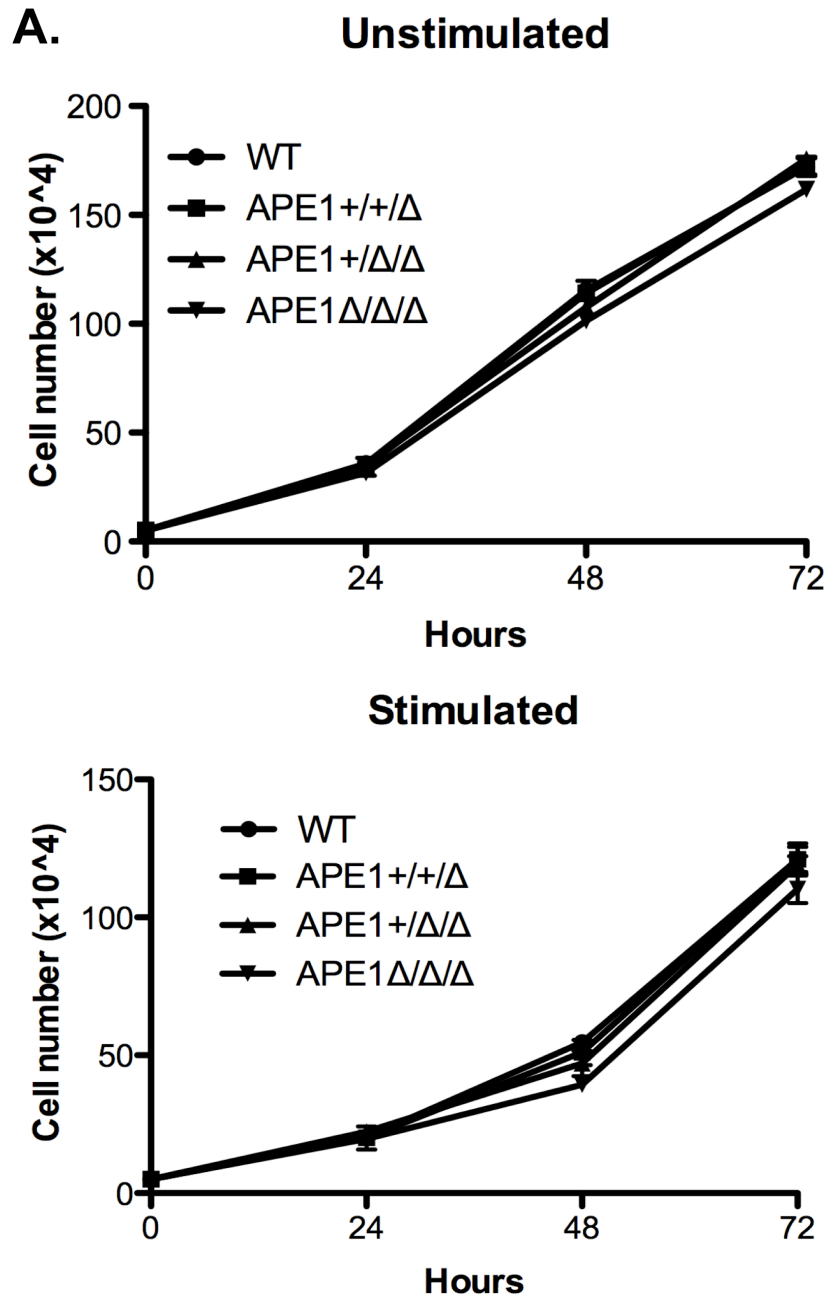 A.
Unstimulated
Cell number (x10^4)
200
150
100
50
0
WT
APE1+/+/Δ
APE1+/Δ/Δ
APE1Δ/Δ/Δ
0 24 48 72
Hours
Stimulated
Cell number (x10^4)
150
100
50
0
WT
APE1+/+/Δ
APE1+/Δ/Δ
APE1Δ/Δ/Δ
0 24 48 72
Hours